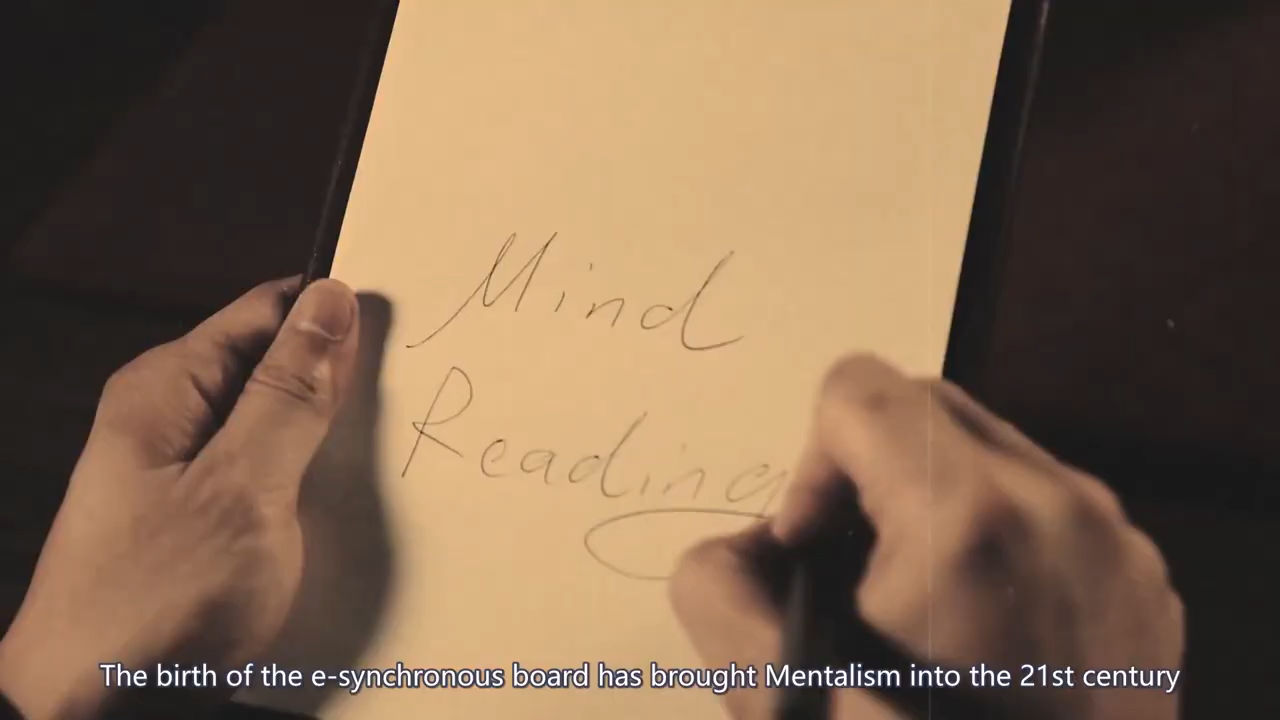 Mind
Reading
The birth of the e-synchronous board has brought Mentalism into the 21st century